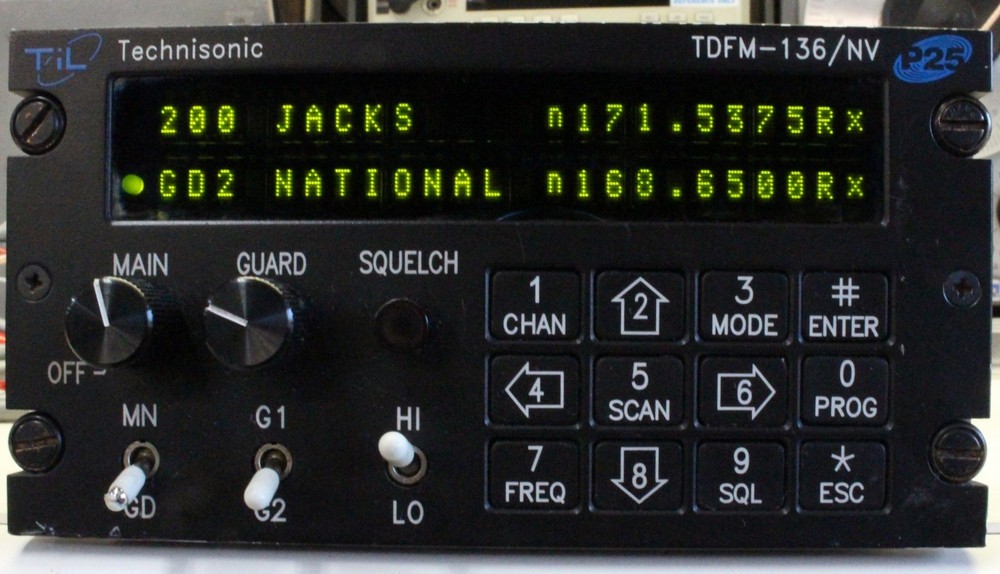 TiL Technisonic TDFM-136/NV P25
200 JACKS n171.5375Rx
GD2 NATIONAL n168.6500Rx
MAIN GUARD SQUELCH
OFF
MN G1 HI
GD G2 LO
1 2 3 #
CHAN MODE ENTER
4 5 6 0
SCAN PROG
7 8 9 *
FREQ SQL ESC